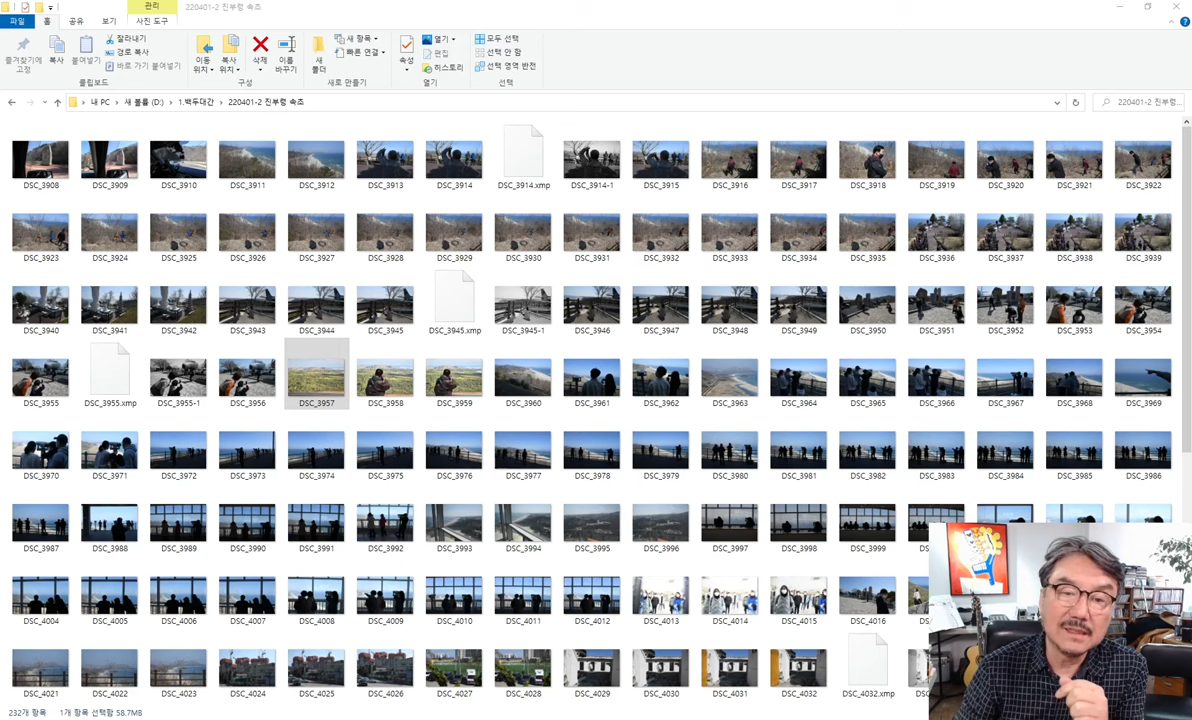 관리
220401-2 진부령 속초
파일 홈 공유 보기 사진 도구
즐겨찾기에 고정
복사
붙여넣기
잘라내기
경로 복사
바로 가기 붙여넣기
클립보드
이동 위치
복사 위치
삭제
이름 바꾸기
구성
새 폴더
새 항목
빠른 연결
새로 만들기
속성
열기
편집
히스토리
열기
모두 선택
선택 안 함
선택 영역 반전
선택
내 PC > 새 볼륨 (D:) > 1.백두대간 > 220401-2 진부령 속초
220401-2 진부령...
DSC_3908 DSC_3909 DSC_3910 DSC_3911 DSC_3912 DSC_3913 DSC_3914 DSC_3914.xmp DSC_3914-1 DSC_3915 DSC_3916 DSC_3917 DSC_3918 DSC_3919 DSC_3920 DSC_3921 DSC_3922
DSC_3923 DSC_3924 DSC_3925 DSC_3926 DSC_3927 DSC_3928 DSC_3929 DSC_3930 DSC_3931 DSC_3932 DSC_3933 DSC_3934 DSC_3935 DSC_3936 DSC_3937 DSC_3938 DSC_3939
DSC_3940 DSC_3941 DSC_3942 DSC_3943 DSC_3944 DSC_3945 DSC_3945.xmp DSC_3945-1 DSC_3946 DSC_3947 DSC_3948 DSC_3949 DSC_3950 DSC_3951 DSC_3952 DSC_3953 DSC_3954
DSC_3955 DSC_3955.xmp DSC_3955-1 DSC_3956 DSC_3957 DSC_3958 DSC_3959 DSC_3960 DSC_3961 DSC_3962 DSC_3963 DSC_3964 DSC_3965 DSC_3966 DSC_3967 DSC_3968 DSC_3969
DSC_3970 DSC_3971 DSC_3972 DSC_3973 DSC_3974 DSC_3975 DSC_3976 DSC_3977 DSC_3978 DSC_3979 DSC_3980 DSC_3981 DSC_3982 DSC_3983 DSC_3984 DSC_3985 DSC_3986
DSC_3987 DSC_3988 DSC_3989 DSC_3990 DSC_3991 DSC_3992 DSC_3993 DSC_3994 DSC_3995 DSC_3996 DSC_3997 DSC_3998 DSC_3999
DSC_4004 DSC_4005 DSC_4006 DSC_4007 DSC_4008 DSC_4009 DSC_4010 DSC_4011 DSC_4012 DSC_4013 DSC_4014 DSC_4015 DSC_4016
DSC_4021 DSC_4022 DSC_4023 DSC_4024 DSC_4025 DSC_4026 DSC_4027 DSC_4028 DSC_4029 DSC_4030 DSC_4031 DSC_4032 DSC_4032.xmp
232개 항목 1개 항목 선택함 58.7MB